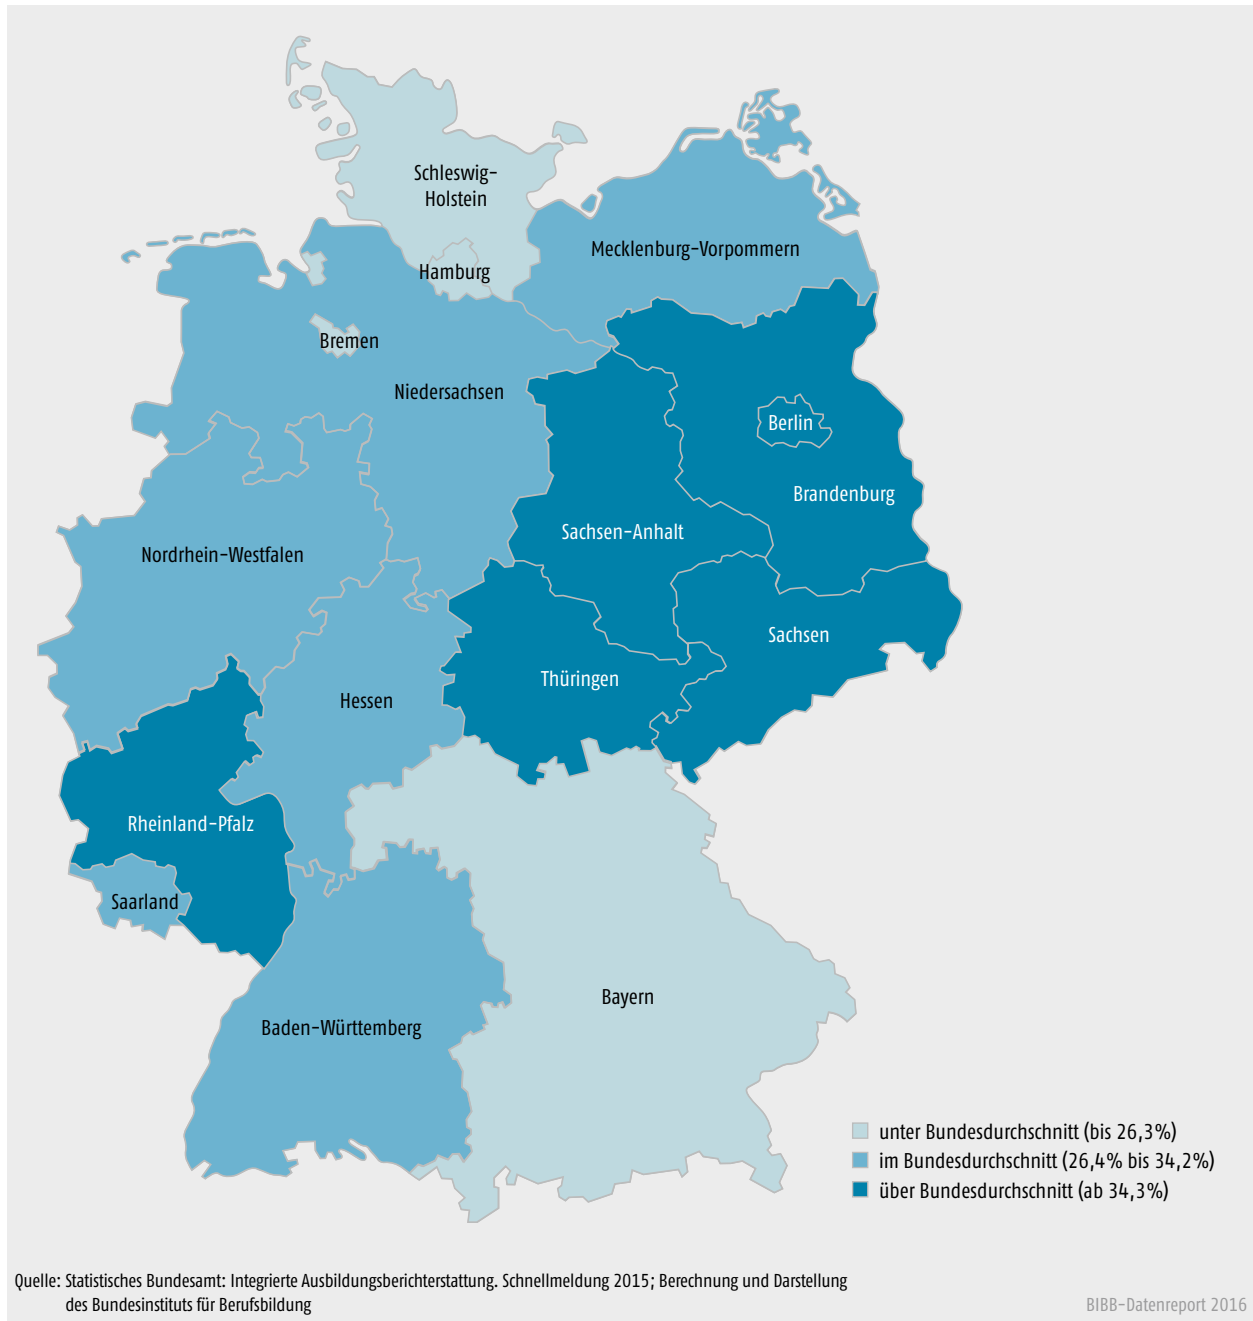 Schleswig-
Holstein
Mecklenburg-Vorpommern
Hamburg
Bremen
Niedersachsen
Berlin
Brandenburg
Sachsen-Anhalt
Nordrhein-Westfalen
Sachsen
Thüringen
Hessen
Rheinland-Pfalz
Saarland
Bayern
Baden-Württemberg
unter Bundesdurchschnitt (bis 26,3%)
im Bundesdurchschnitt (26,4% bis 34,2%)
über Bundesdurchschnitt (ab 34,3%)
Quelle: Statistisches Bundesamt: Integrierte Ausbildungsberichterstattung. Schnellmeldung 2015; Berechnung und Darstellung
des Bundesinstituts für Berufsbildung
BIBB-Datenreport 2016